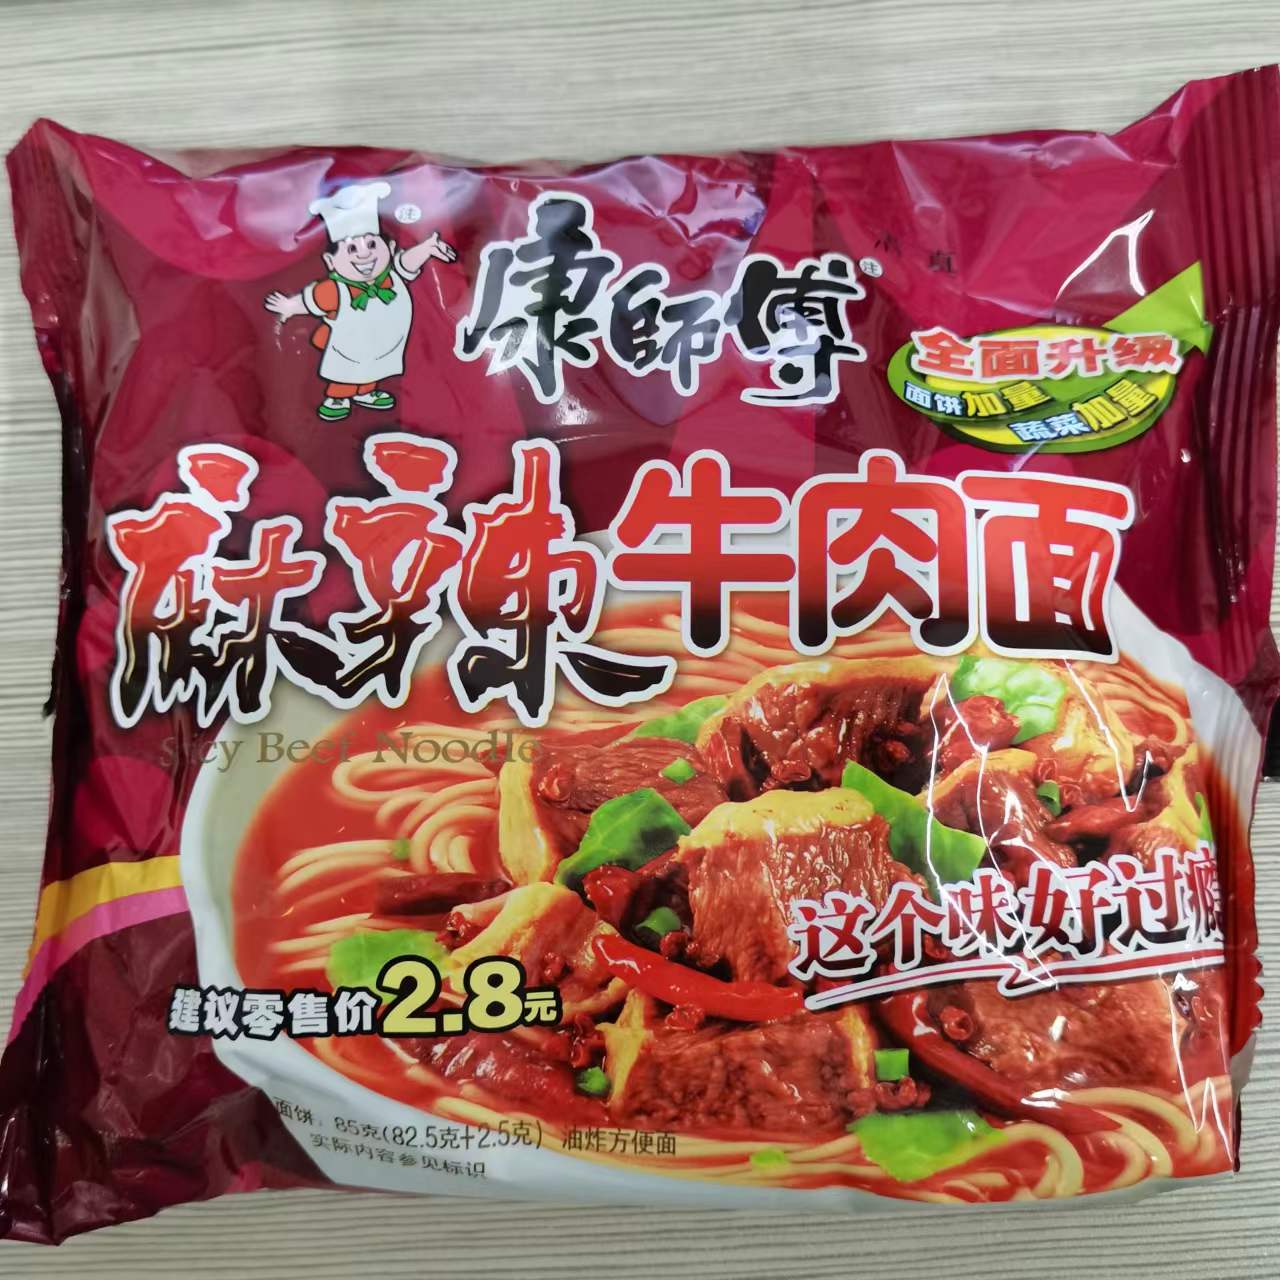 康師傅
清真
全面升级
面饼加量
蔬菜加量
麻辣牛肉面
Spicy Beef Noodle
这个味好过瘾
建议零售价2.8元
面饼：85克(82.5克+2.5克) 油炸方便面
实际内容参见标识